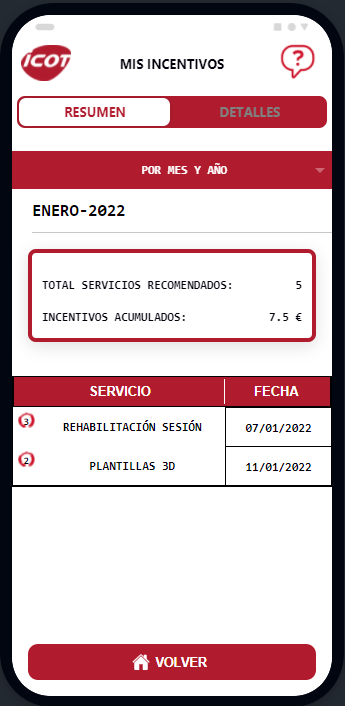 iCOT
MIS INCENTIVOS
?
RESUMEN DETALLES
POR MES Y AÑO
ENERO-2022
TOTAL SERVICIOS RECOMENDADOS: 5
INCENTIVOS ACUMULADOS: 7.5 €
SERVICIO FECHA
3 REHABILITACIÓN SESIÓN 07/01/2022
2 PLANTILLAS 3D 11/01/2022
VOLVER